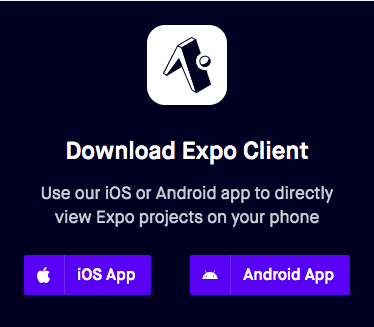 Download Expo Client
Use our iOS or Android app to directly
view Expo projects on your phone
iOS App
Android App